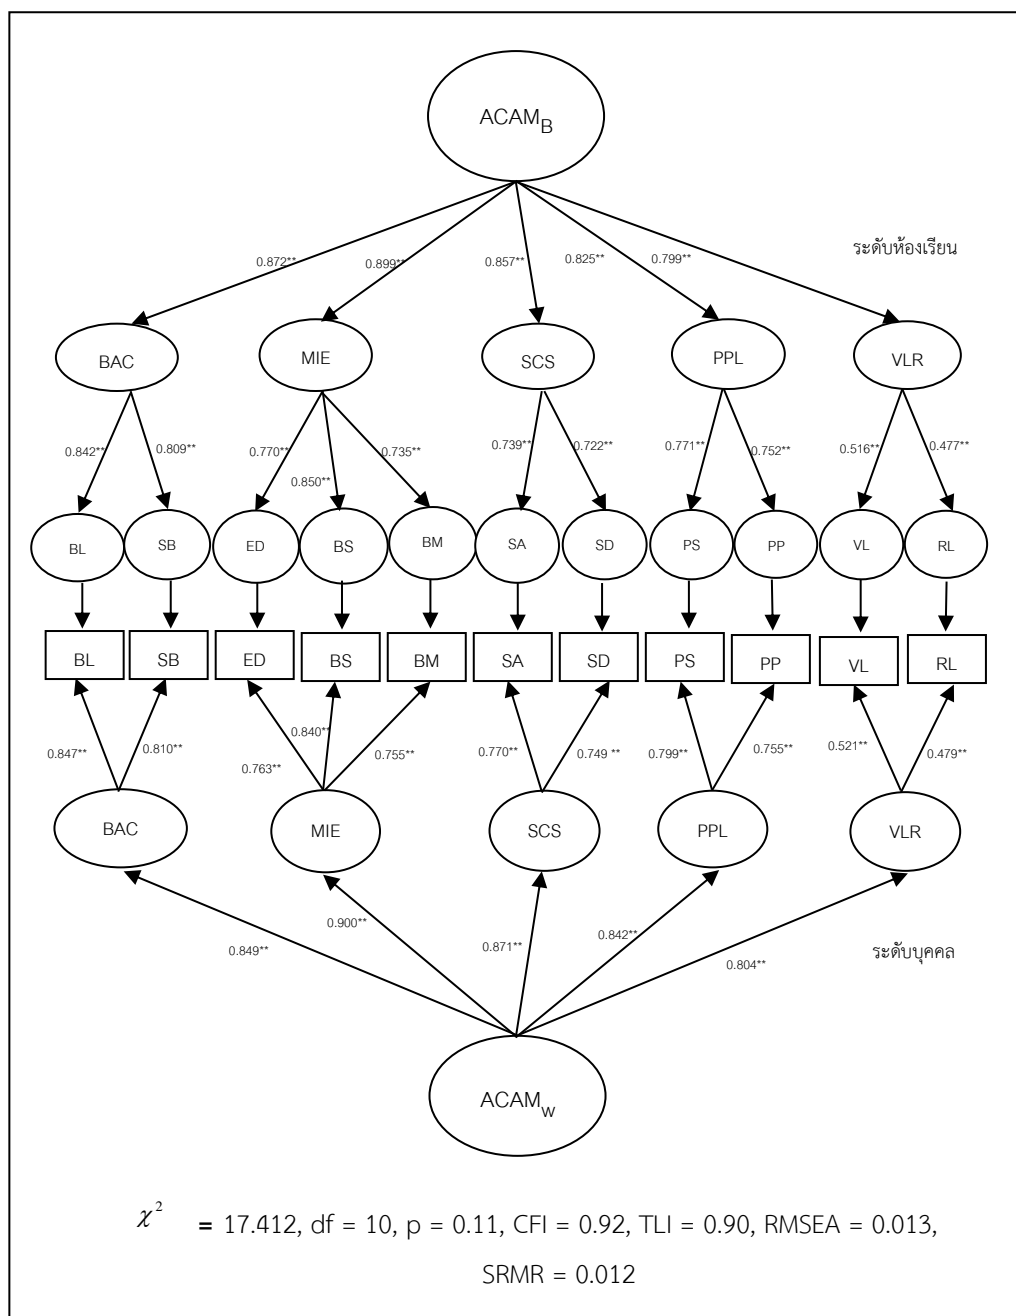 ACAM_B
ระดับห้องเรียน
0.872** 0.899** 0.857** 0.825** 0.799**
BAC MIE SCS PPL VLR
0.842** 0.809** 0.770** 0.850** 0.735** 0.739** 0.722** 0.771** 0.752** 0.516** 0.477**
BL SB ED BS BM SA SD PS PP VL RL
BL SB ED BS BM SA SD PS PP VL RL
0.847** 0.810** 0.763** 0.840** 0.755** 0.770** 0.749 ** 0.799** 0.755** 0.521** 0.479**
BAC MIE SCS PPL VLR
0.849** 0.900** 0.871** 0.842** 0.804**
ระดับบุคคล
ACAM_w
χ² = 17.412, df = 10, p = 0.11, CFI = 0.92, TLI = 0.90, RMSEA = 0.013,
SRMR = 0.012